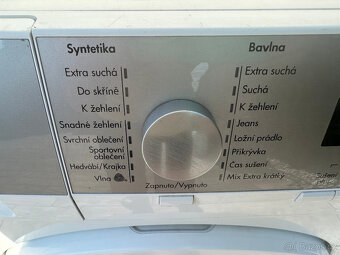 Syntetika
Extra suchá
Do skříně
K žehlení
Snadné žehlení
Svrchní oblečení
Sportovní
oblečení
Hedvábí/Krajka
Vlna
Zapnuto/Vypnuto
Bavlna
Extra suchá
Suchá
K žehlení
Jeans
Ložní prádlo
Přikrývka
Čas sušení
Mix Extra krátký